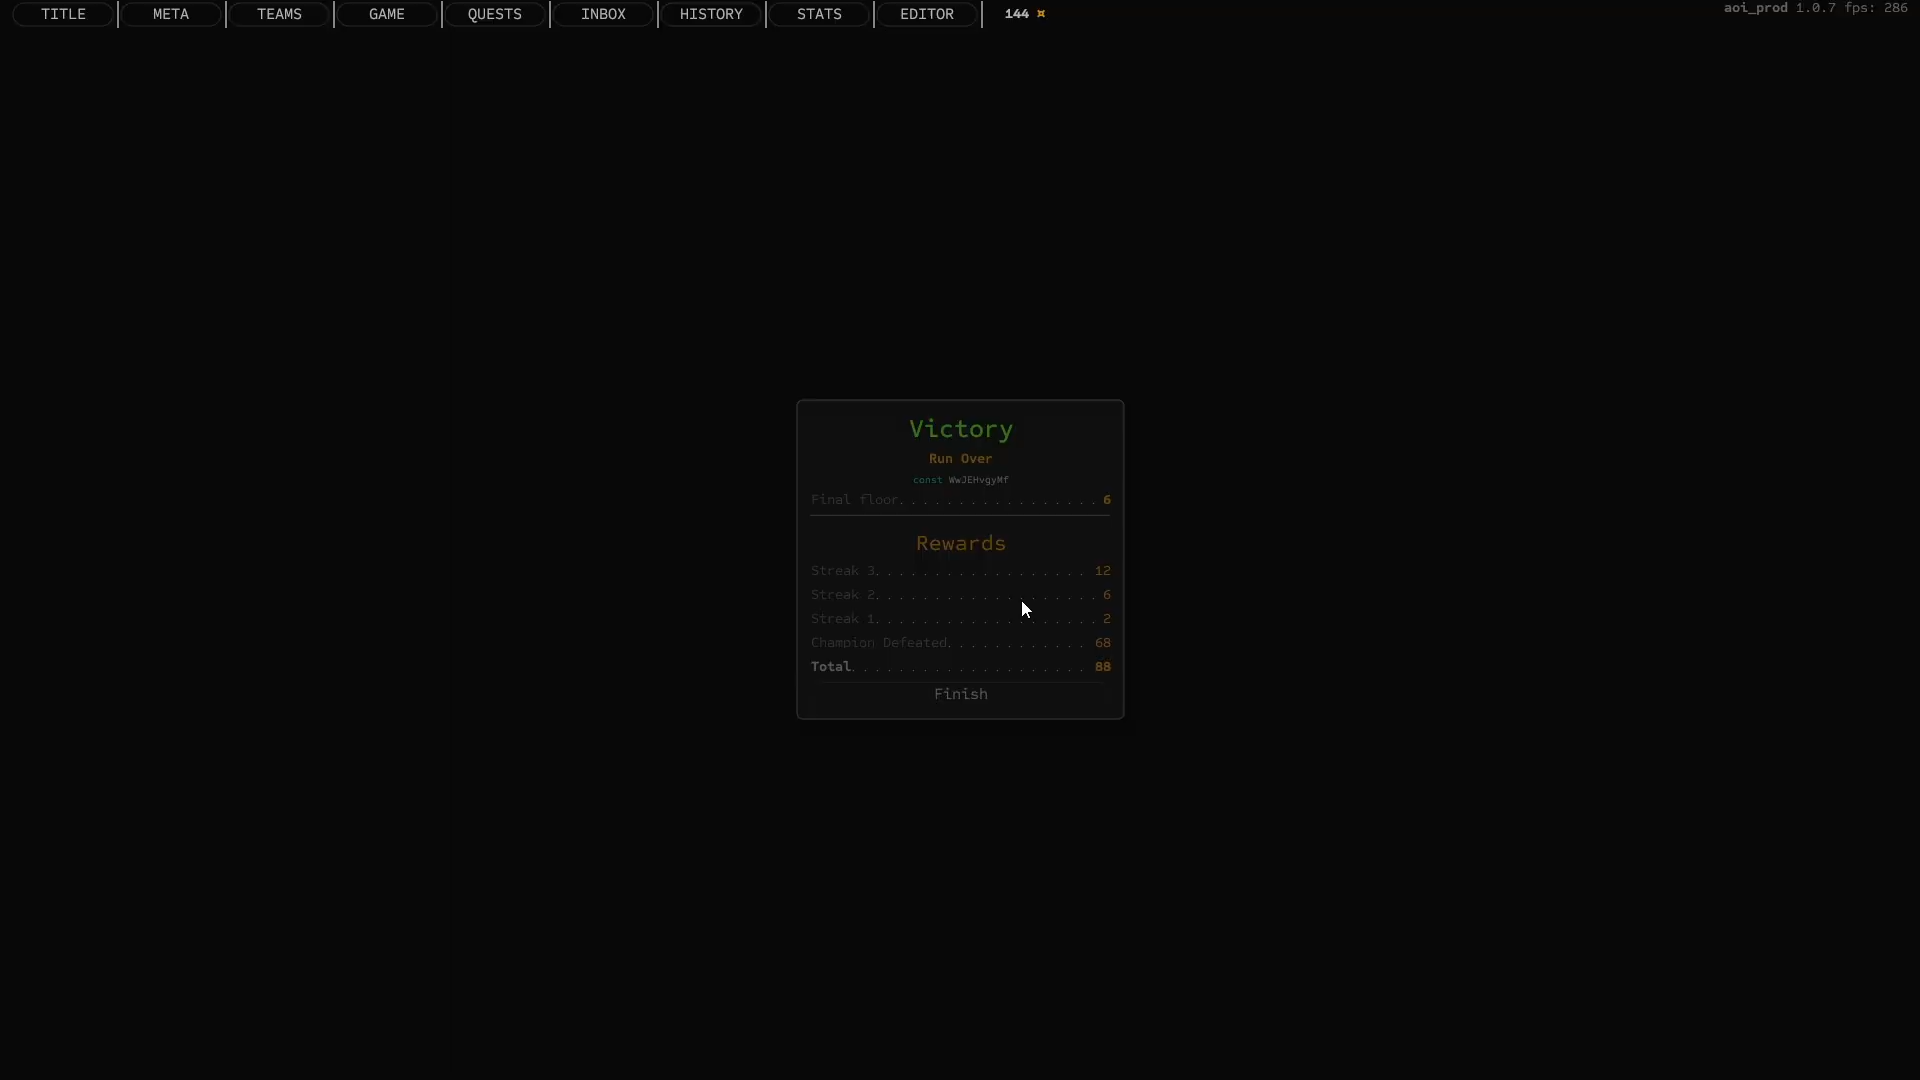 TITLE META TEAMS GAME QUESTS INBOX HISTORY STATS EDITOR 144 ¤ aoi_prod 1.0.7 fps: 286
Victory
Run Over
const WwJEHvgyMf
Final floor. . . . . . . . . . . . . . . . . 6
Rewards
Streak 3. . . . . . . . . . . . . . . . . . 12
Streak 2. . . . . . . . . . . . . . . . . . . 6
Streak 1. . . . . . . . . . . . . . . . . . . 2
Champion Defeated. . . . . . . . . . . . 68
Total. . . . . . . . . . . . . . . . . . . . 88
Finish